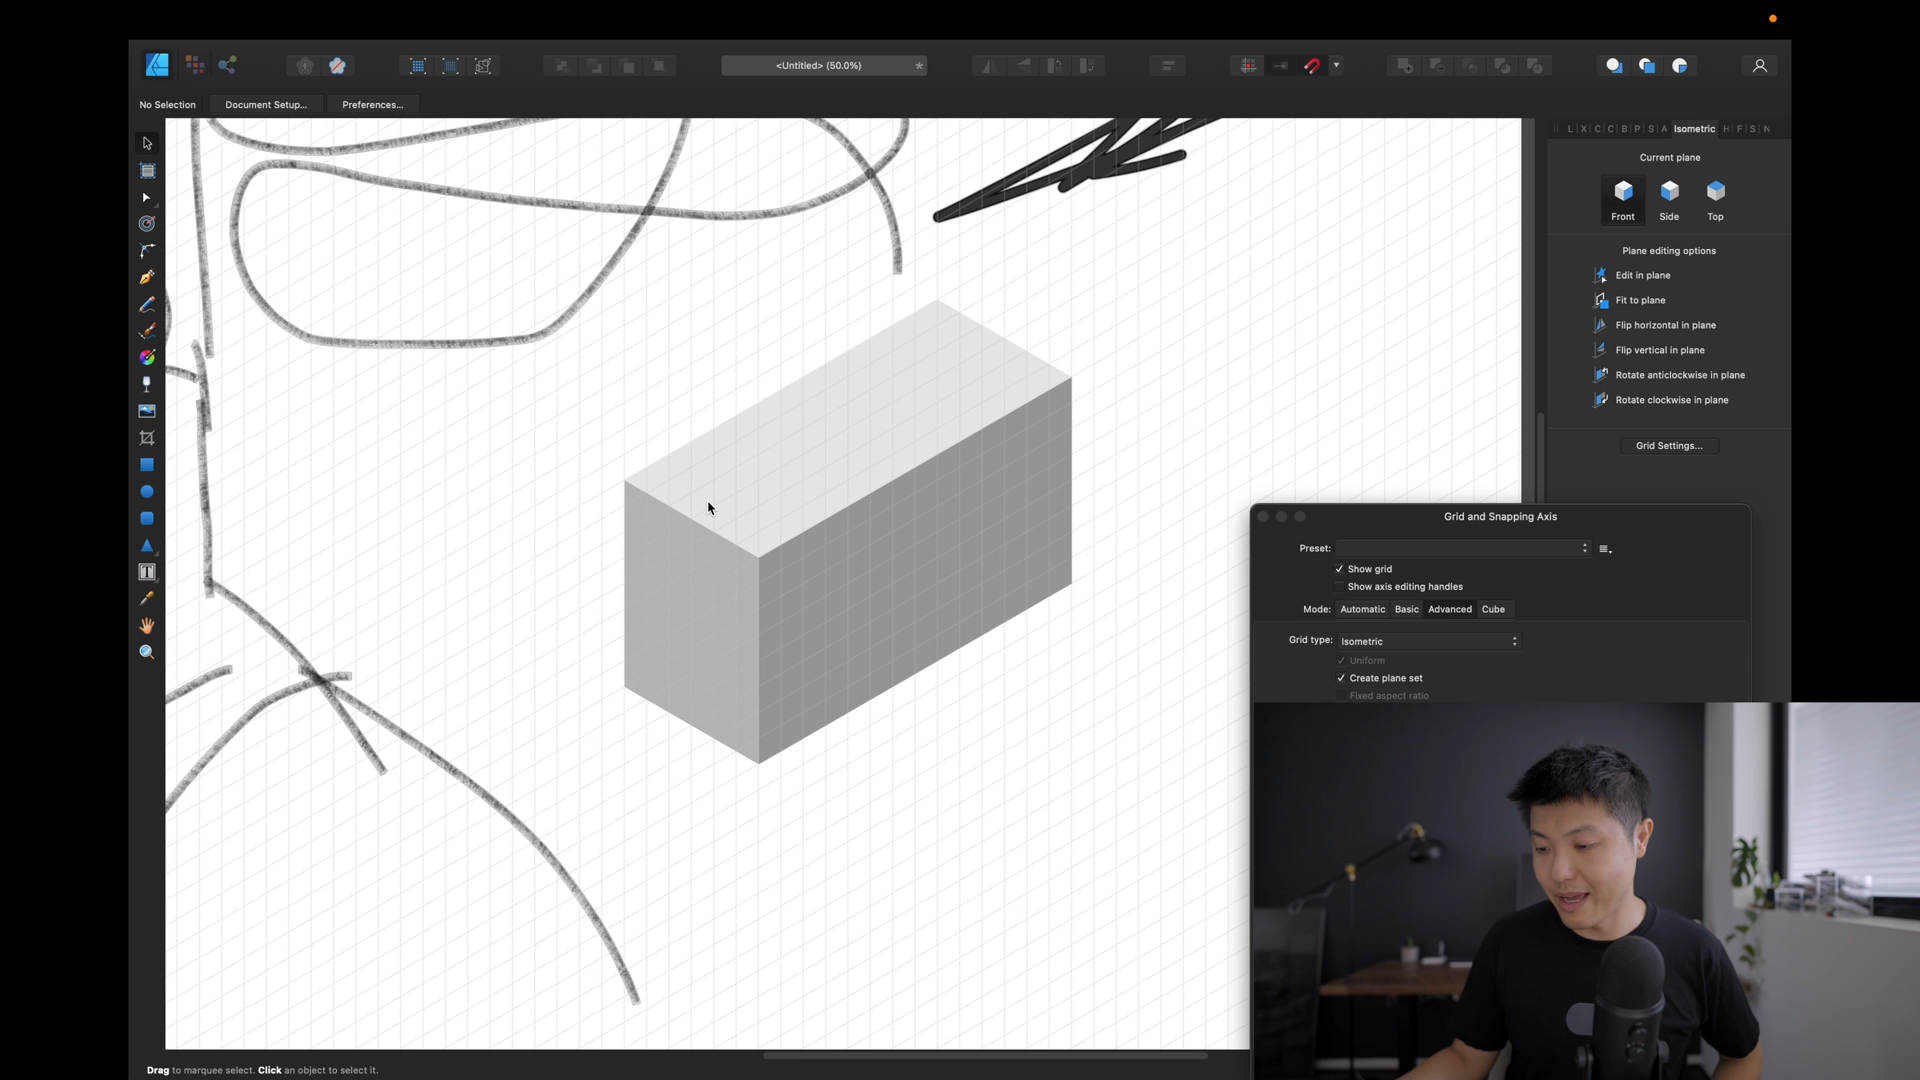 <Untitled> (50.0%)
No Selection
Document Setup...
Preferences...
L X C C B P S A Isometric H F S N
Current plane
Front Side Top
Plane editing options
Edit in plane
Fit to plane
Flip horizontal in plane
Flip vertical in plane
Rotate anticlockwise in plane
Rotate clockwise in plane
Grid Settings...
Grid and Snapping Axis
Preset:
Show grid
Show axis editing handles
Mode: Automatic Basic Advanced Cube
Grid type: Isometric
Uniform
Create plane set
Fixed aspect ratio
Drag to marquee select. Click an object to select it.